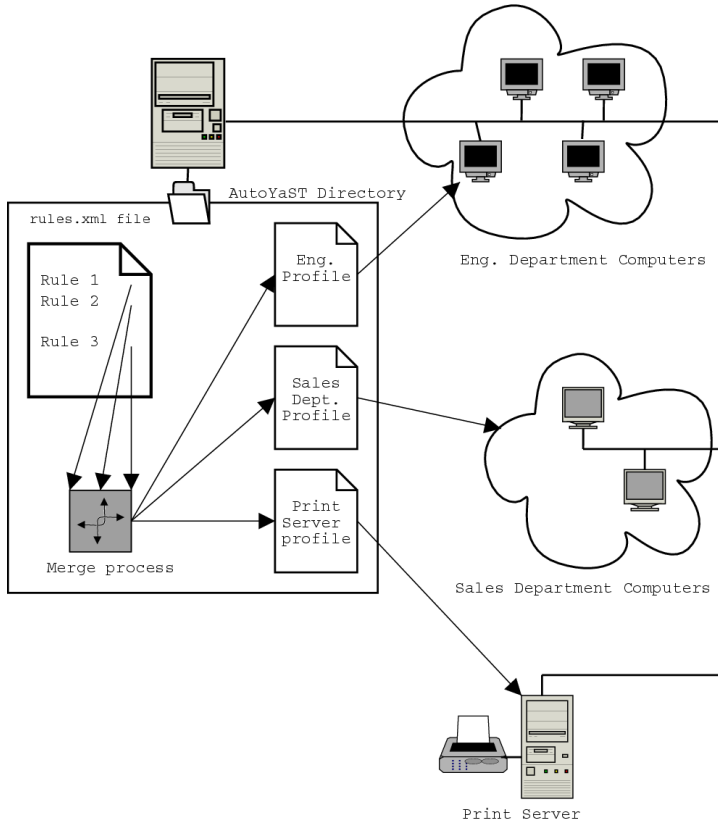 AutoYaST Directory
rules.xml file
Rule 1
Rule 2
Rule 3
Eng.
Profile
Sales
Dept.
Profile
Print
Server
profile
Merge process
Eng. Department Computers
Sales Department Computers
Print Server